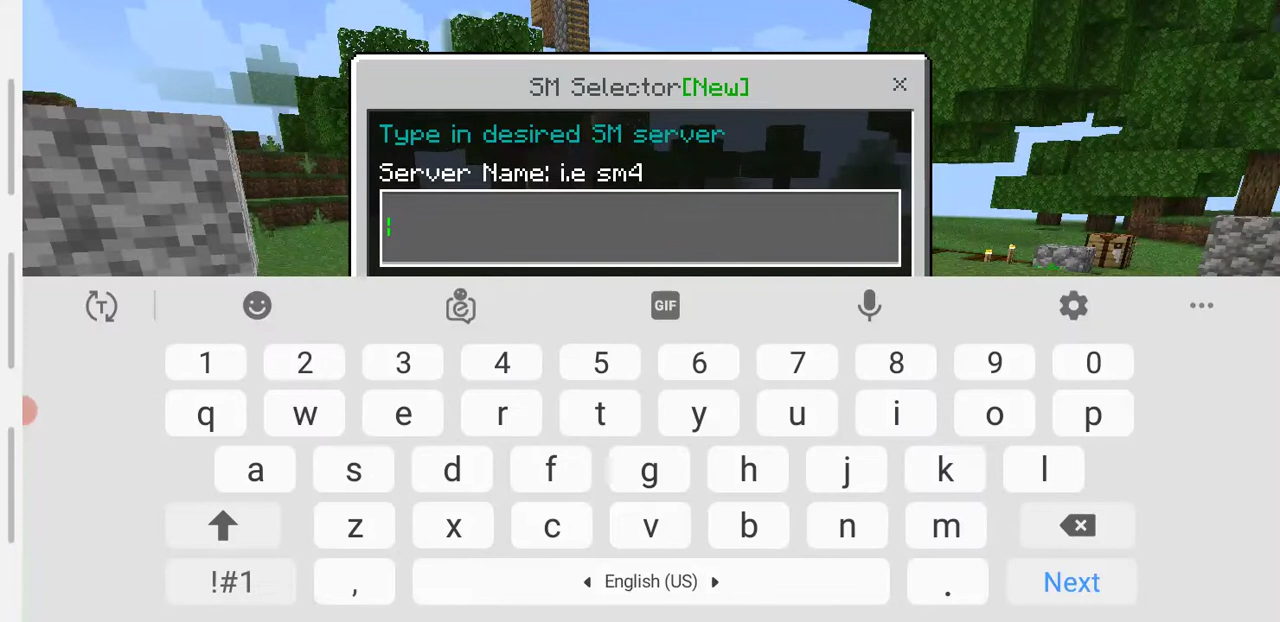 SM Selector[New]
Type in desired SM server
Server Name: i.e sm4
GIF
1 2 3 4 5 6 7 8 9 0
q w e r t y u i o p
a s d f g h j k l
z x c v b n m
!#1 , English (US) . Next